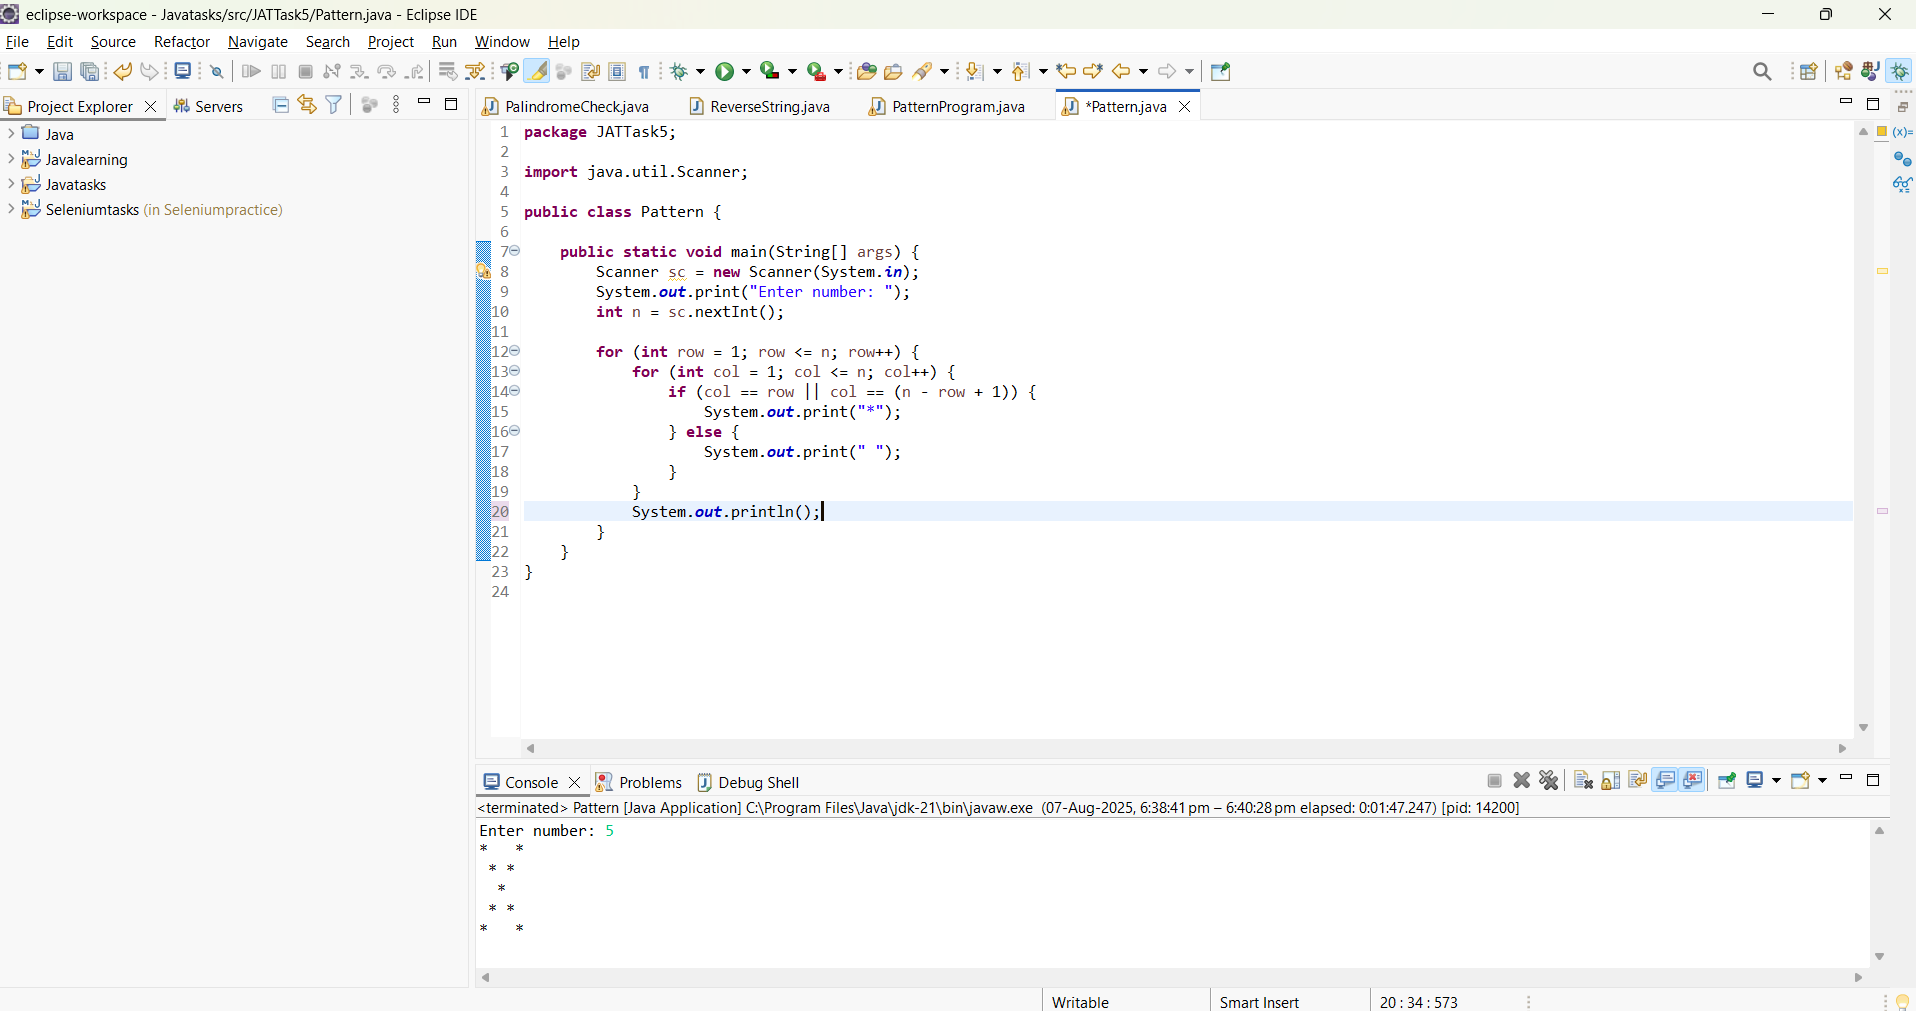 eclipse-workspace - Javatasks/src/JATTask5/Pattern.java - Eclipse IDE
File Edit Source Refactor Navigate Search Project Run Window Help
Project Explorer Servers
Java
Javalearning
Javatasks
Seleniumtasks (in Seleniumpractice)
PalindromeCheck.java ReverseString.java PatternProgram.java *Pattern.java
1 package JATTask5;
2
3 import java.util.Scanner;
4
5 public class Pattern {
6
7 public static void main(String[] args) {
8 Scanner sc = new Scanner(System.in);
9 System.out.print("Enter number: ");
10 int n = sc.nextInt();
11
12 for (int row = 1; row <= n; row++) {
13 for (int col = 1; col <= n; col++) {
14 if (col == row || col == (n - row + 1)) {
15 System.out.print("*");
16 } else {
17 System.out.print(" ");
18 }
19 }
20 System.out.println();
21 }
22 }
23 }
24
Console Problems Debug Shell
<terminated> Pattern [Java Application] C:\Program Files\Java\jdk-21\bin\javaw.exe (07-Aug-2025, 6:38:41 pm – 6:40:28 pm elapsed: 0:01:47.247) [pid: 14200]
Enter number: 5
*   *
 * *
  *
 * *
*   *
Writable Smart Insert 20 : 34 : 573